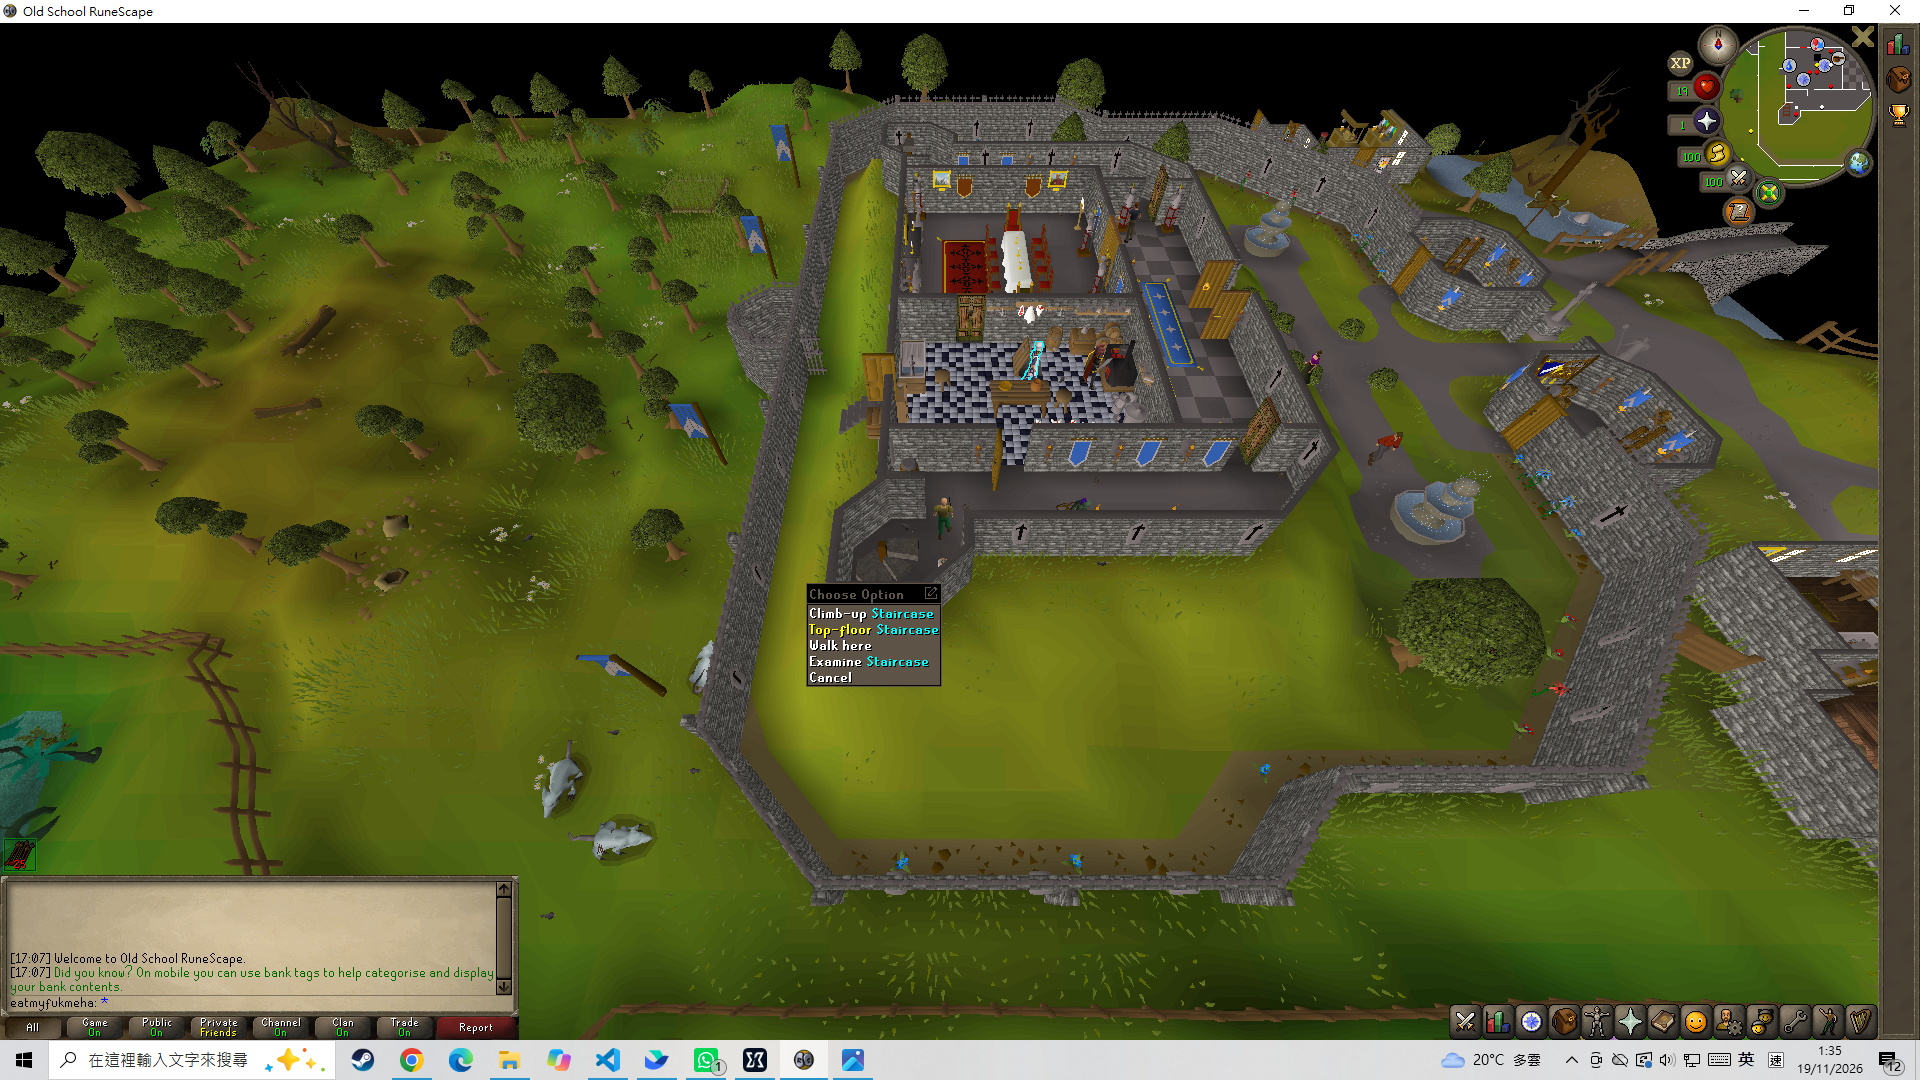 Old School RuneScape
N
XP
19
1
100
100
Choose Option
Climb-up Staircase
Top-floor Staircase
Walk here
Examine Staircase
Cancel
25
[17:07] Welcome to Old School RuneScape.
[17:07] Did you know? On mobile you can use bank tags to help categorise and display
your bank contents.
eatmyfukmeha: *
All
Game
On
Public
On
Private
Friends
Channel
On
Clan
On
Trade
On
Report
在這裡輸入文字來搜尋
1
20°C 多雲
英
速
1:35
19/11/2026
12